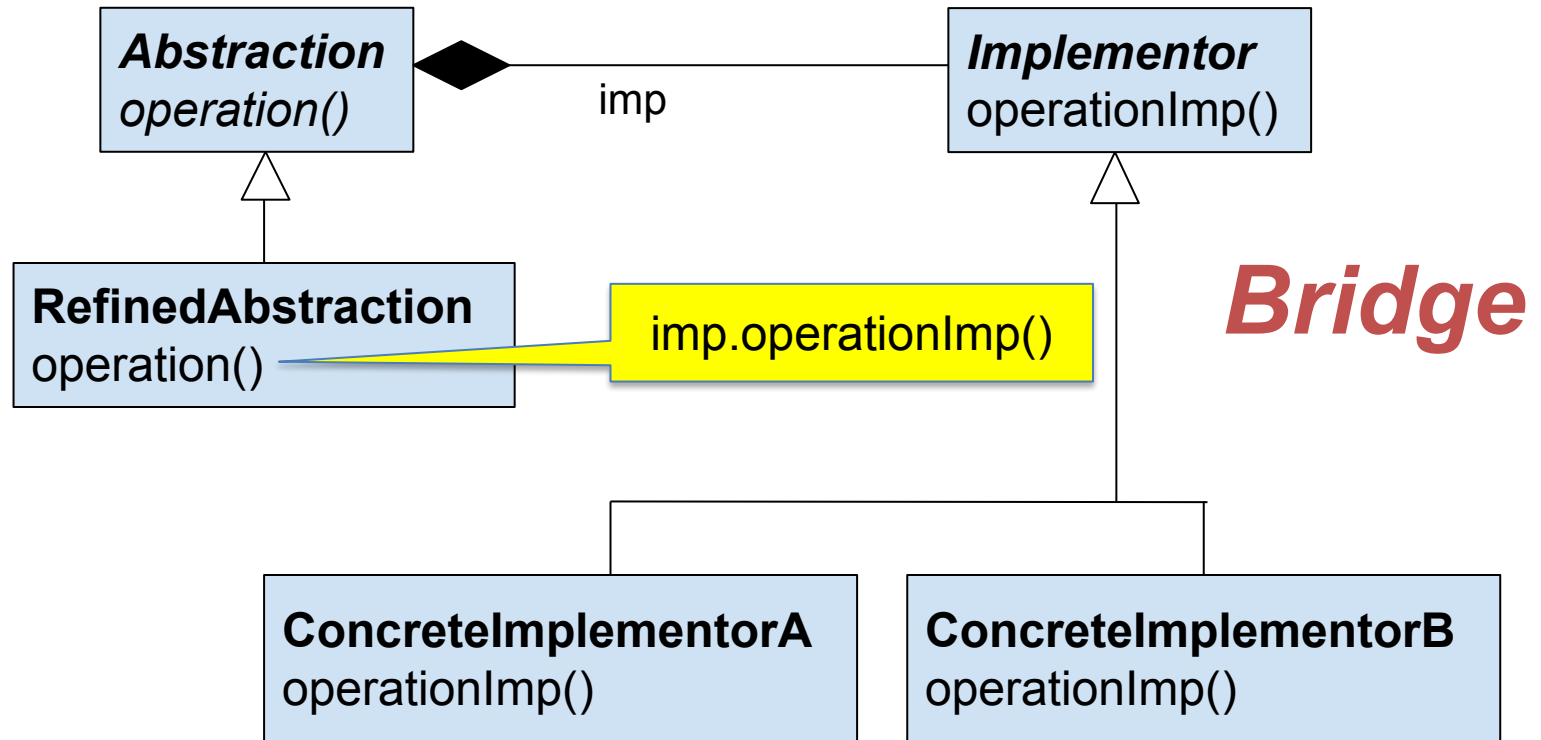 Abstraction
operation()
imp
Implementor
operationImp()
RefinedAbstraction
operation()
imp.operationImp()
Bridge
ConcreteImplementorA
operationImp()
ConcreteImplementorB
operationImp()